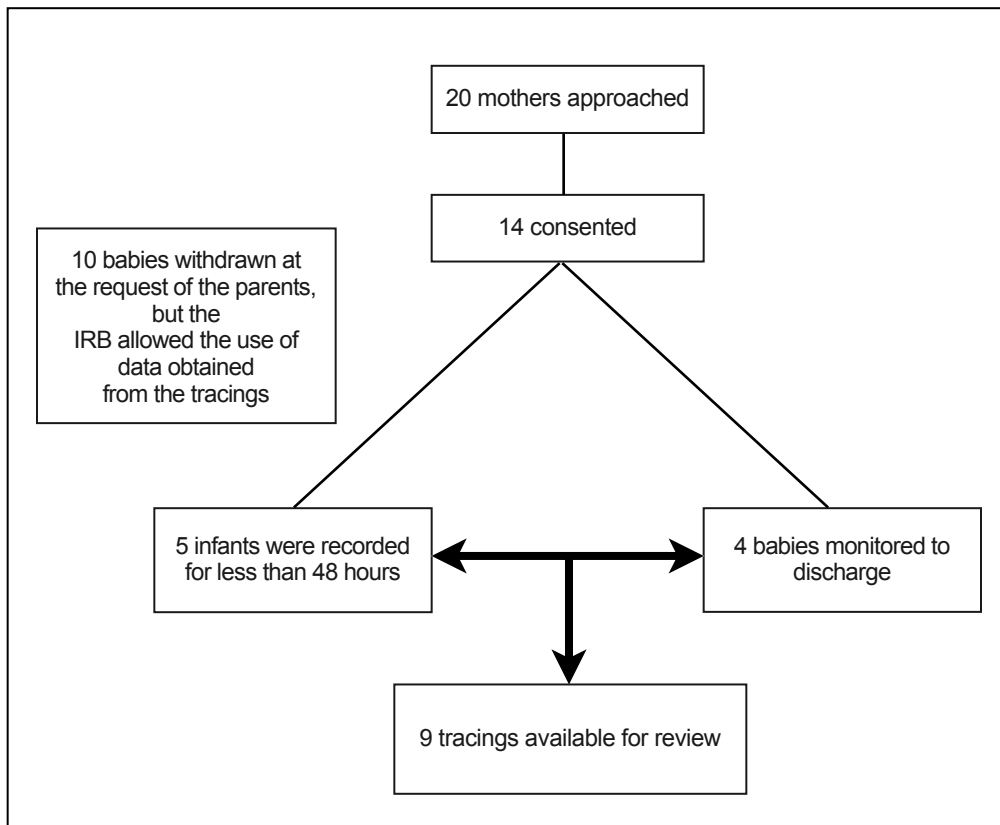 20 mothers approached
14 consented
10 babies withdrawn at
the request of the parents,
but the
IRB allowed the use of
data obtained
from the tracings
5 infants were recorded
for less than 48 hours
4 babies monitored to
discharge
9 tracings available for review